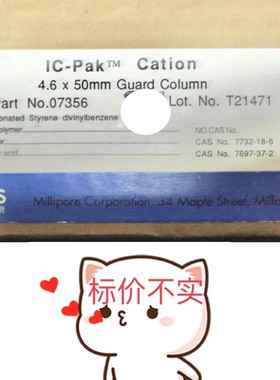 IC-Pak™ Cation
4.6 x 50mm Guard Column
Part No.07356 Lot. No. T21471
onated Styrene divinylbenzene
olymer NO CAS No.
CAS No. 7732-18-5
acid CAS No. 7697-37-2
Millipore Corporation, 34 Maple Street, Milfo
标价不实